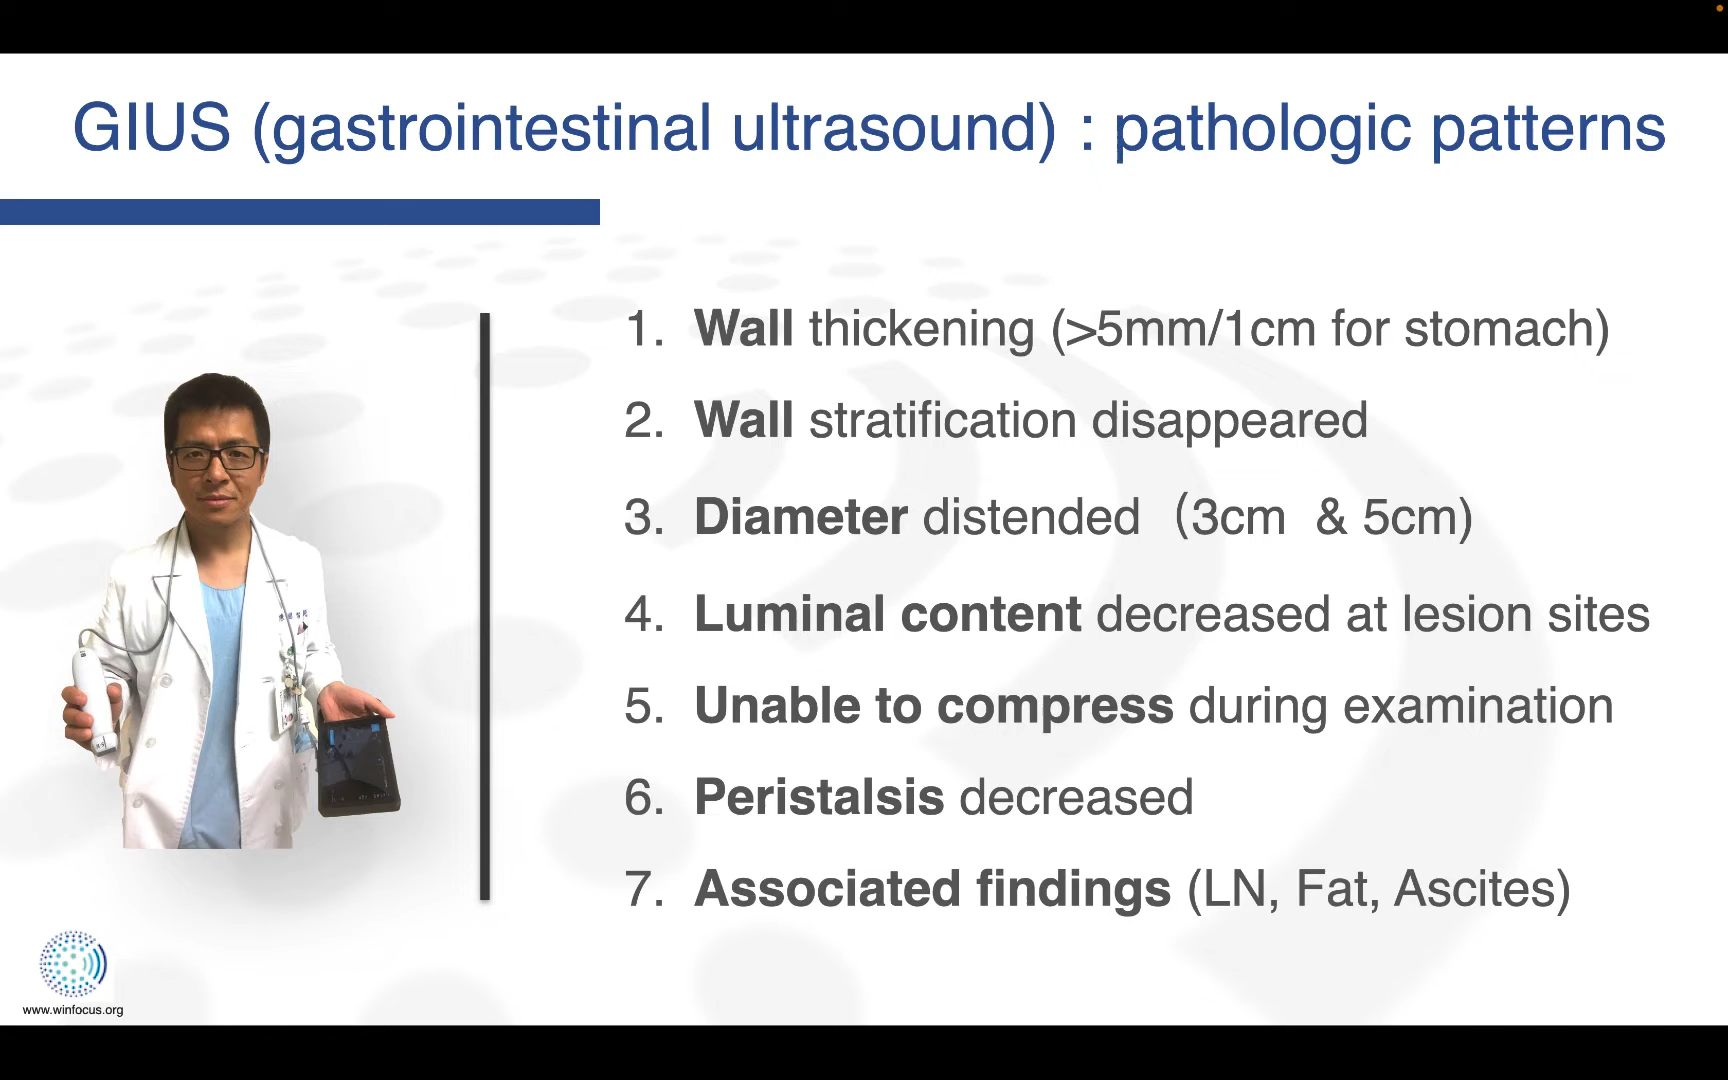 GIUS (gastrointestinal ultrasound) : pathologic patterns
1. Wall thickening (>5mm/1cm for stomach)
2. Wall stratification disappeared
3. Diameter distended （3cm & 5cm)
4. Luminal content decreased at lesion sites
5. Unable to compress during examination
6. Peristalsis decreased
7. Associated findings (LN, Fat, Ascites)
www.winfocus.org